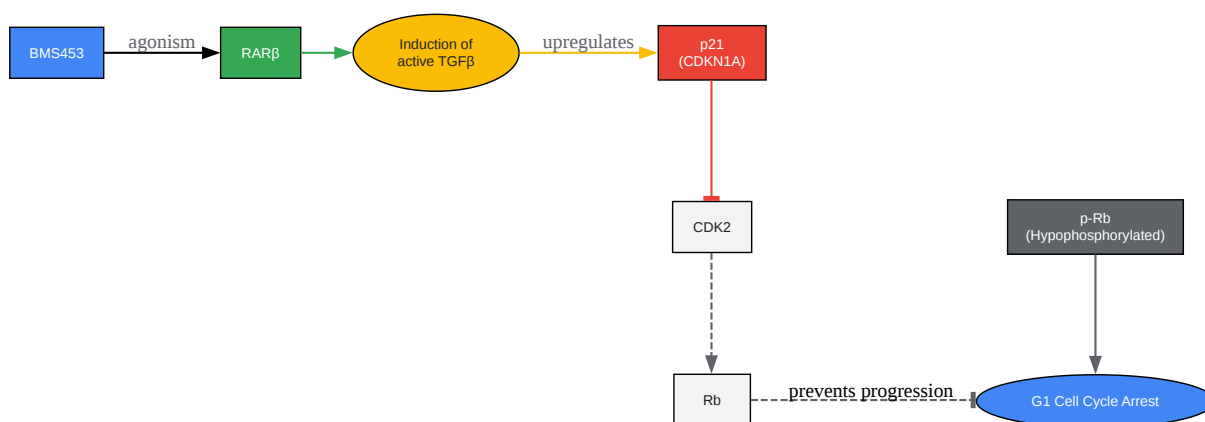 BMS453
agonism
RARβ
Induction of
active TGFβ
upregulates
p21
(CDKN1A)
CDK2
p-Rb
(Hypophosphorylated)
Rb
prevents progression
G1 Cell Cycle Arrest